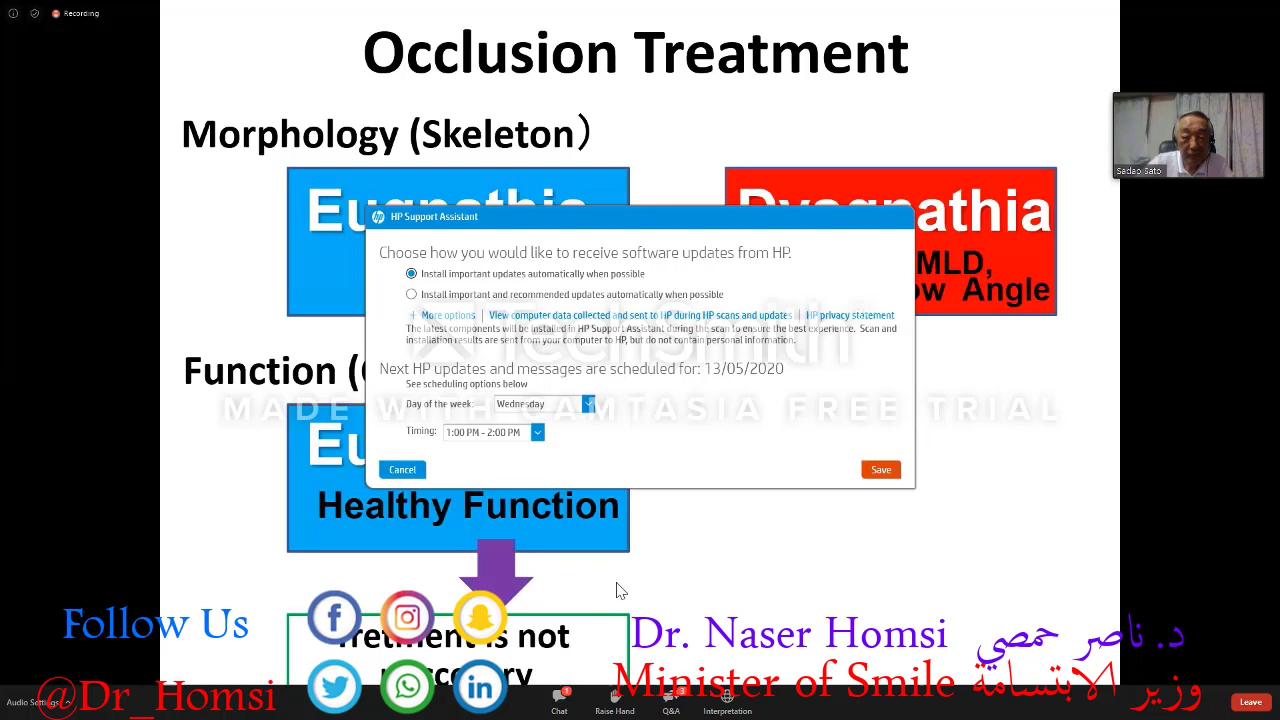 Recording
Occlusion Treatment
Morphology (Skeleton）
Sadao Sato
HP Support Assistant
MLD,
Angle
Choose how you would like to receive software updates from HP.
Install important updates automatically when possible
Install important and recommended updates automatically when possible
+ More options | View computer data collected and sent to HP during HP scans and updates | HP privacy statement
The latest components will be installed in HP Support Assistant during the scan to ensure the best experience. Scan and
installation results are sent from your computer to HP, but do not contain personal information.
TechSmith
Next HP updates and messages are scheduled for: 13/05/2020
See scheduling options below
Day of the week: Wednesday
MADE WITH CAMTASIA FREE TRIAL
Timing: 1:00 PM - 2:00 PM
Cancel Save
Function
Healthy Function
is not
Follow Us
Dr. Naser Homsi د. ناصر حمصي
@Dr_Homsi
Minister of Smile وزير الابتسامة
Audio Settings
Chat
Raise Hand
Q&A
Interpretation
Leave